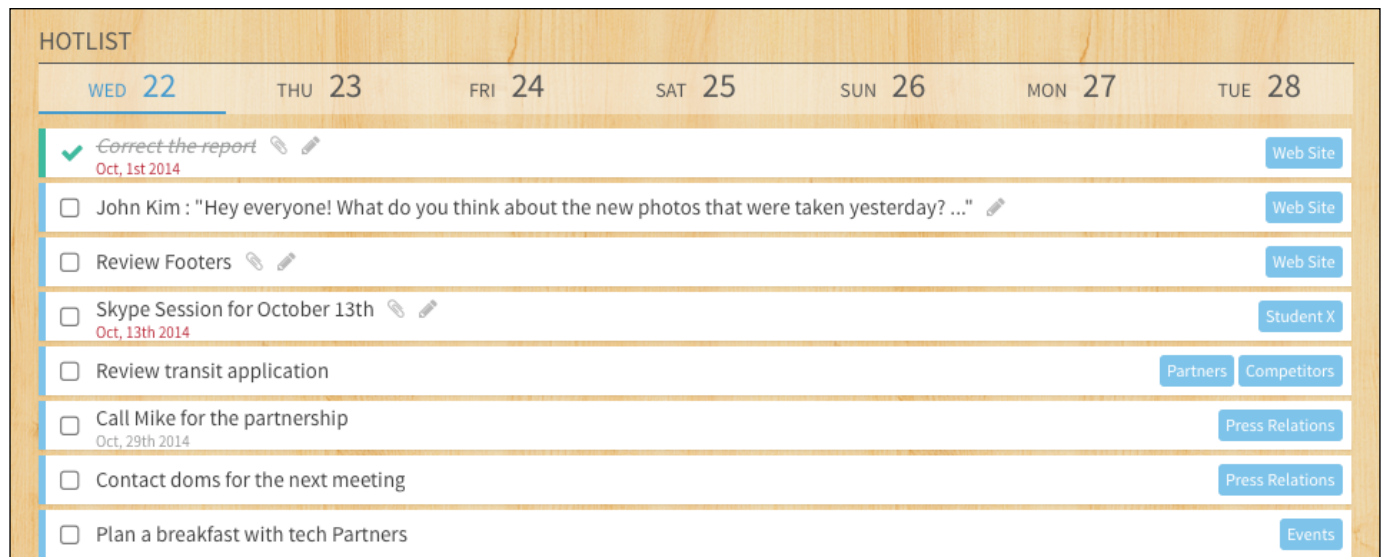 HOTLIST
WED 22 THU 23 FRI 24 SAT 25 SUN 26 MON 27 TUE 28
Correct the report
Oct, 1st 2014
Web Site
John Kim : "Hey everyone! What do you think about the new photos that were taken yesterday? ..." Web Site
Review Footers Web Site
Skype Session for October 13th
Oct, 13th 2014
Student X
Review transit application Partners Competitors
Call Mike for the partnership
Oct, 29th 2014
Press Relations
Contact doms for the next meeting Press Relations
Plan a breakfast with tech Partners Events